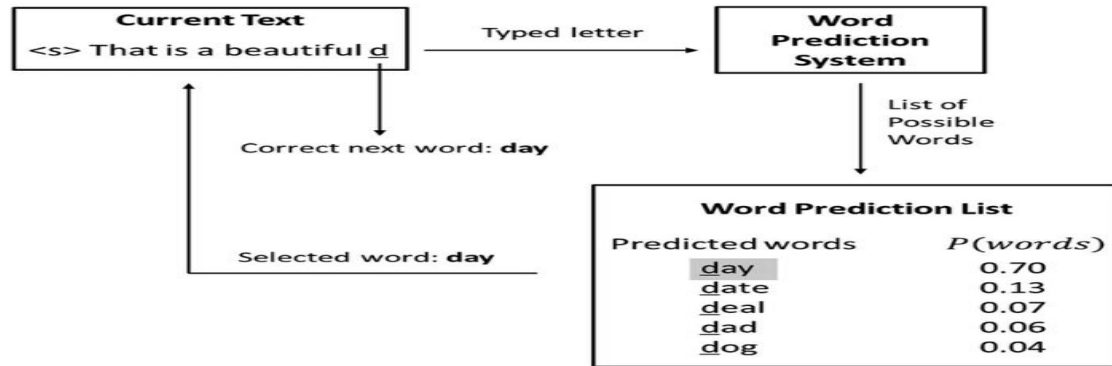 Current Text
<s> That is a beautiful d
Typed letter
Word
Prediction
System
List of
Possible
Words
Correct next word: day
Word Prediction List
Predicted words P(words)
day 0.70
date 0.13
deal 0.07
dad 0.06
dog 0.04
Selected word: day